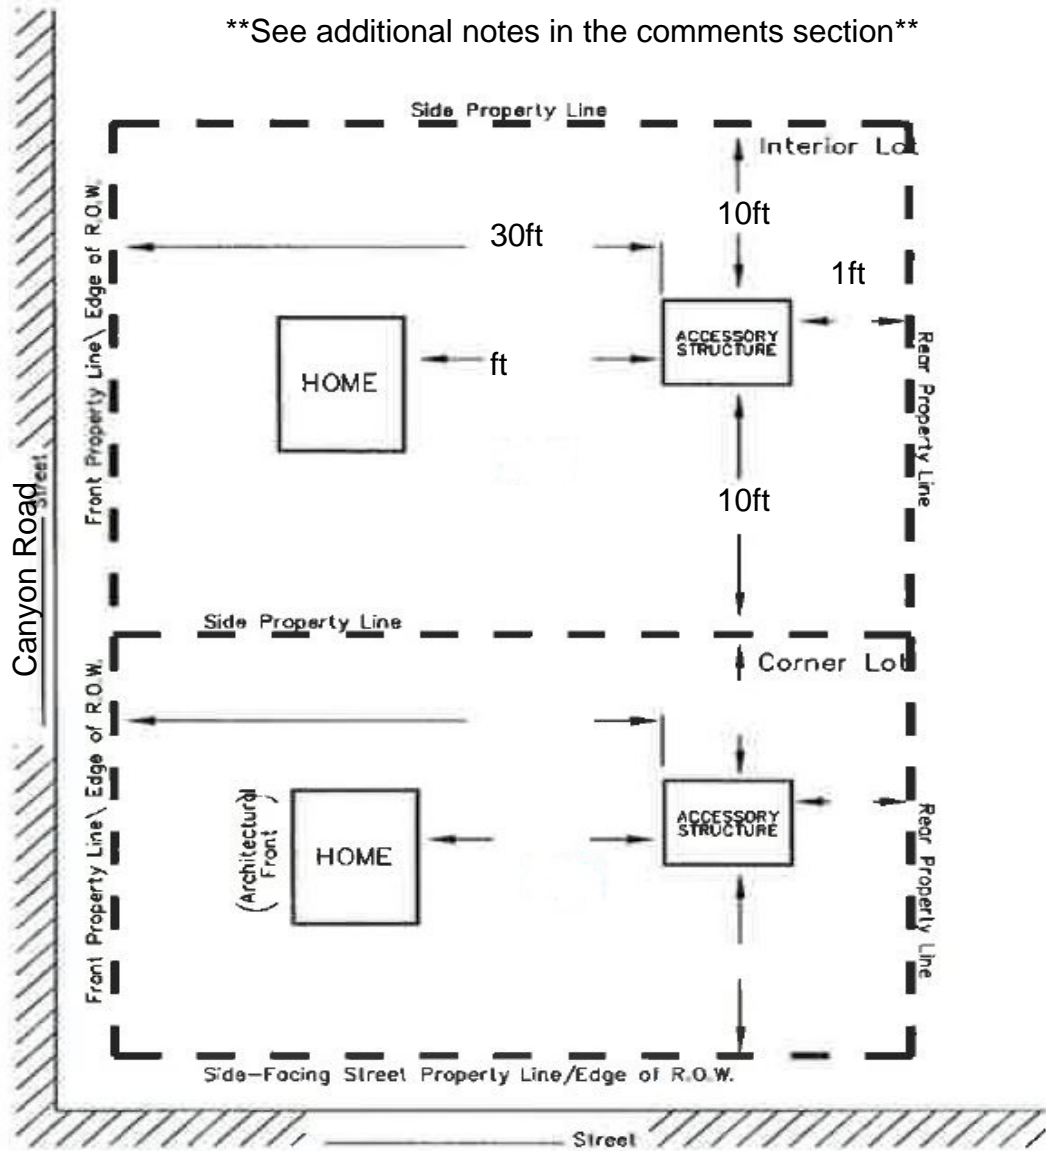 **See additional notes in the comments section**
Side Property Line
Interior Lot
Front Property Line\ Edge of R.O.W.
30ft
10ft
1ft
ACCESSORY
STRUCTURE
HOME
ft
Rear Property Line
10ft
Canyon Road
Street
Side Property Line
Corner Lot
Front Property Line\ Edge of R.O.W.
(Architectural
Front)
HOME
ACCESSORY
STRUCTURE
Rear Property Line
Side-Facing Street Property Line/Edge of R.O.W.
Street